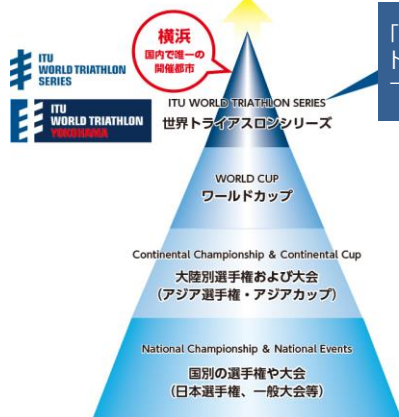 横浜
国内で唯一の
開催都市
ITU
WORLD TRIATHLON
SERIES
ITU
WORLD TRIATHLON
YOKOHAMA
ITU WORLD TRIATHLON SERIES
世界トライアスロンシリーズ
WORLD CUP
ワールドカップ
Continental Championship & Continental Cup
大陸別選手権および大会
(アジア選手権・アジアカップ)
National Championship & National Events
国別の選手権や大会
(日本選手権、一般大会等)